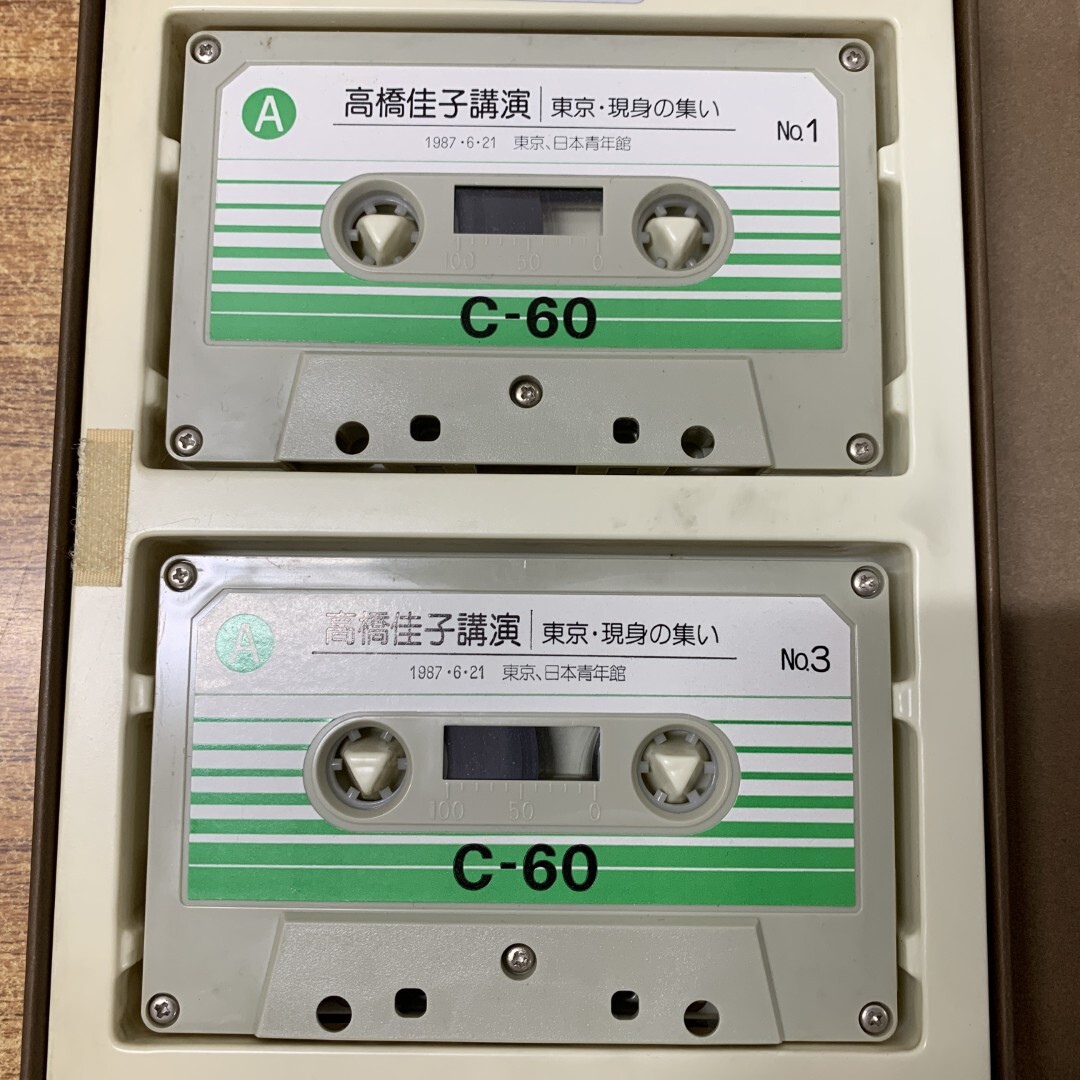 A
高橋佳子講演 東京・現身の集い
No.1
1987・6・21 東京、日本青年館
100 50 0
C-60
A
高橋佳子講演 東京・現身の集い
No.3
1987・6・21 東京、日本青年館
100 50 0
C-60